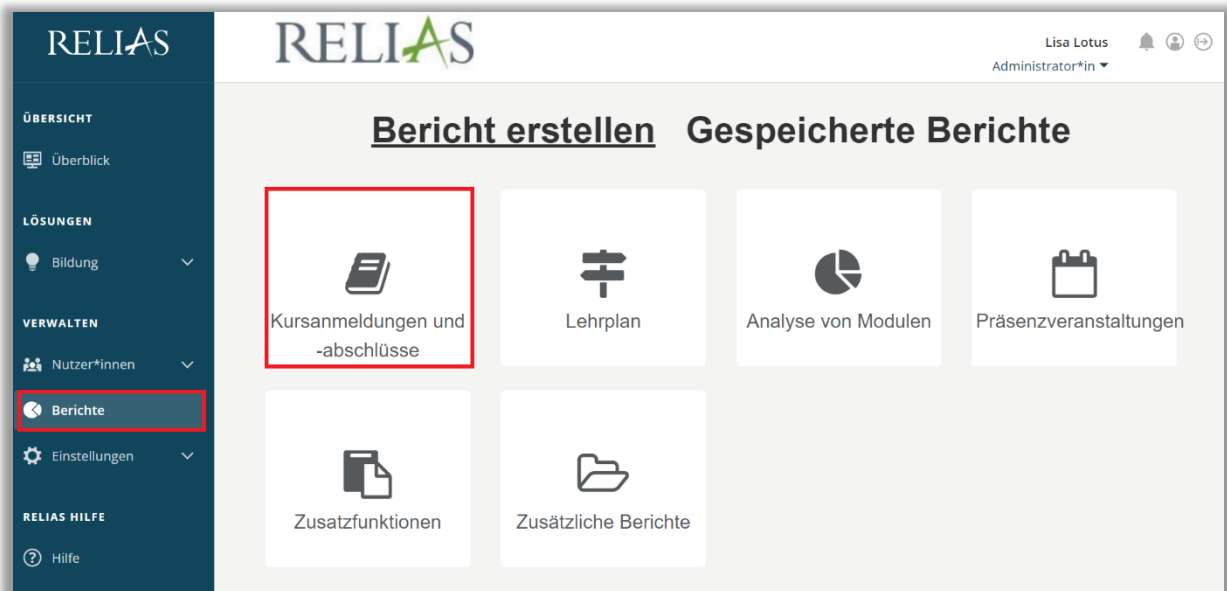 RELIAS
RELIAS
Lisa Lotus
Administrator*in
ÜBERSICHT
Überblick
LÖSUNGEN
Bildung
VERWALTEN
Nutzer*innen
Berichte
Einstellungen
RELIAS HILFE
Hilfe
Bericht erstellen Gespeicherte Berichte
Kursanmeldungen und
-abschlüsse
Lehrplan
Analyse von Modulen
Präsenzveranstaltungen
Zusatzfunktionen
Zusätzliche Berichte